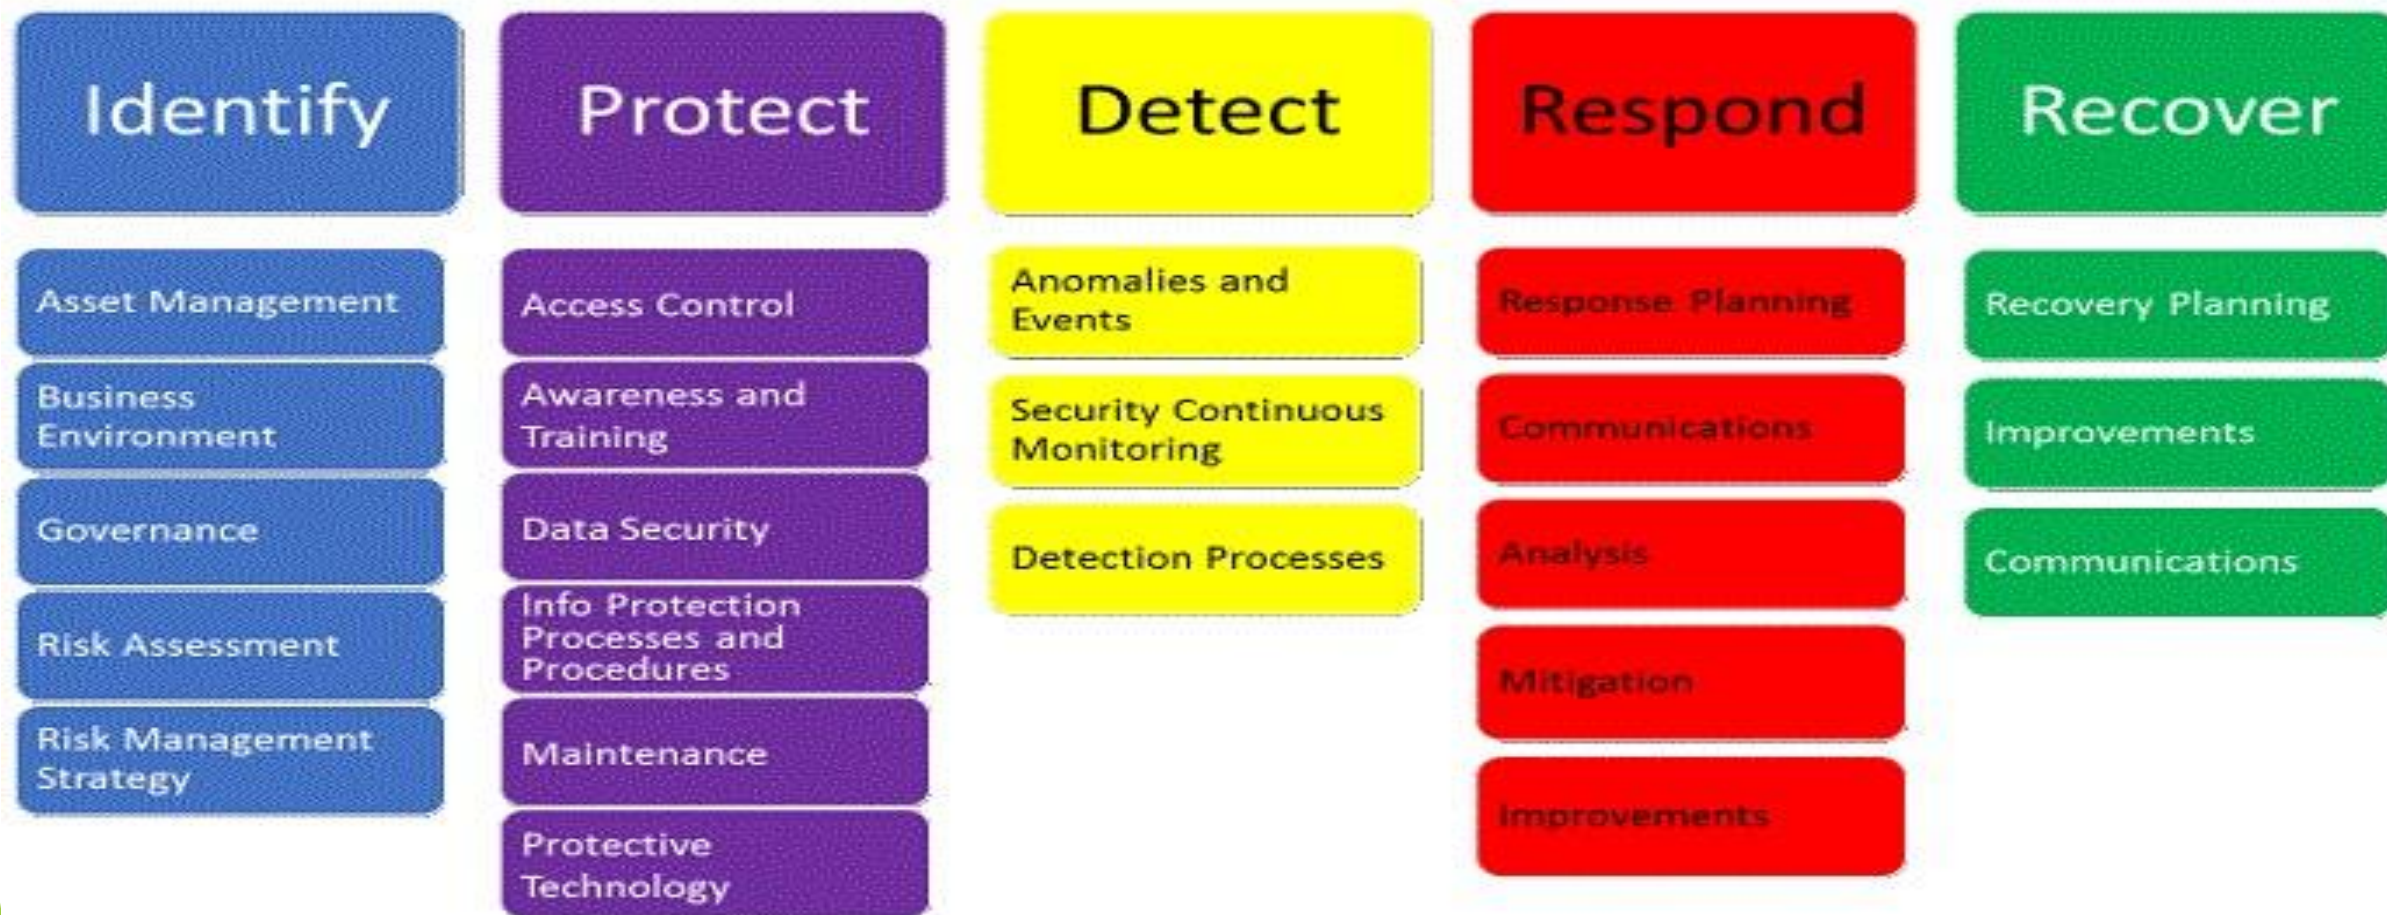 Identify
Protect
Detect
Respond
Recover
Asset Management
Business
Environment
Governance
Risk Assessment
Risk Management
Strategy
Access Control
Awareness and
Training
Data Security
Info Protection
Processes and
Procedures
Maintenance
Protective
Technology
Anomalies and
Events
Security Continuous
Monitoring
Detection Processes
Response Planning
Communications
Analysis
Mitigation
Improvements
Recovery Planning
Improvements
Communications